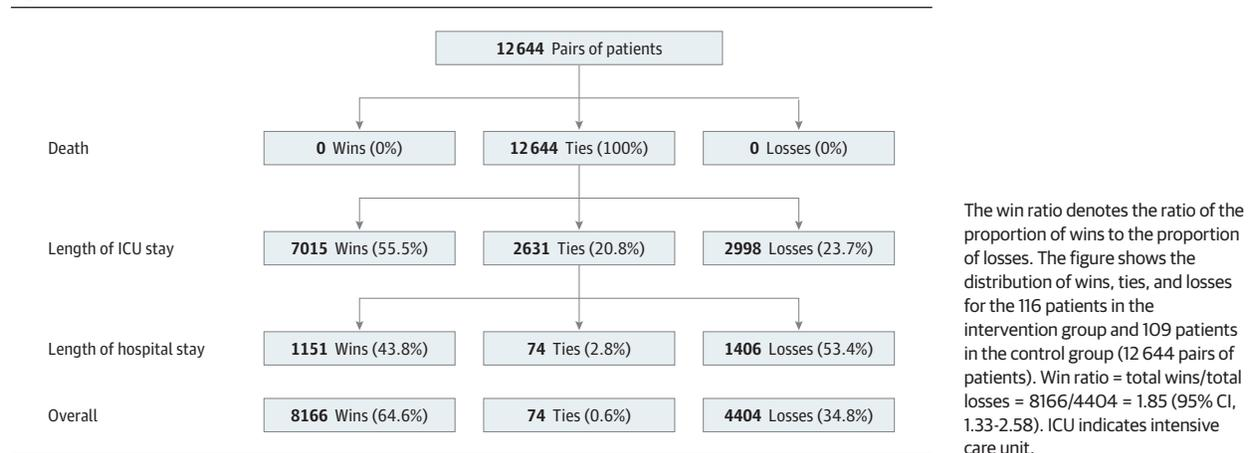 12 644 Pairs of patients
Death
0 Wins (0%)
12 644 Ties (100%)
0 Losses (0%)
Length of ICU stay
7015 Wins (55.5%)
2631 Ties (20.8%)
2998 Losses (23.7%)
Length of hospital stay
1151 Wins (43.8%)
74 Ties (2.8%)
1406 Losses (53.4%)
Overall
8166 Wins (64.6%)
74 Ties (0.6%)
4404 Losses (34.8%)
The win ratio denotes the ratio of the
proportion of wins to the proportion
of losses. The figure shows the
distribution of wins, ties, and losses
for the 116 patients in the
intervention group and 109 patients
in the control group (12 644 pairs of
patients). Win ratio = total wins/total
losses = 8166/4404 = 1.85 (95% CI,
1.33-2.58). ICU indicates intensive
care unit.